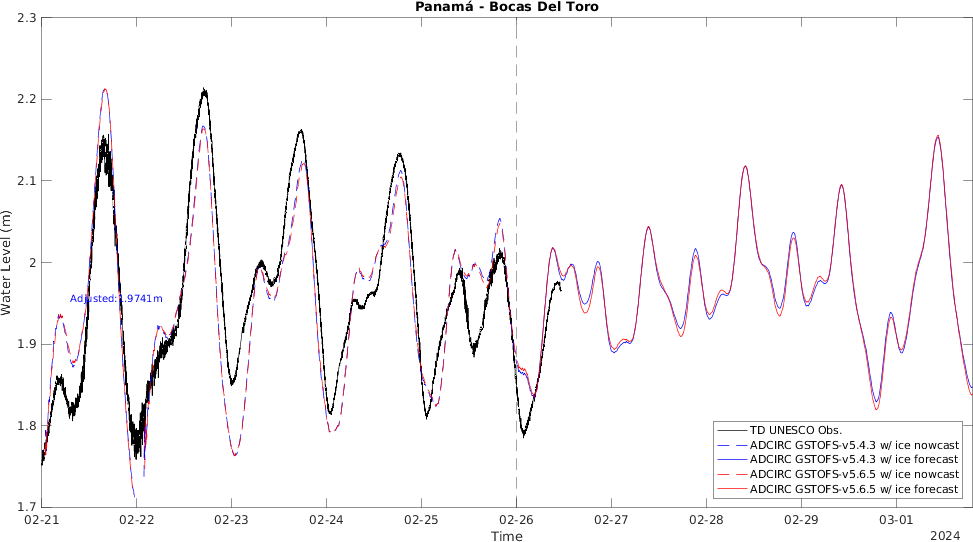 Panamá - Bocas Del Toro
2.3
2.2
2.1
2
1.9
1.8
1.7
Water Level (m)
Adjusted:1.9741m
TD UNESCO Obs.
ADCIRC GSTOFS-v5.4.3 w/ ice nowcast
ADCIRC GSTOFS-v5.4.3 w/ ice forecast
ADCIRC GSTOFS-v5.6.5 w/ ice nowcast
ADCIRC GSTOFS-v5.6.5 w/ ice forecast
02-21 02-22 02-23 02-24 02-25 02-26 02-27 02-28 02-29 03-01
Time
2024